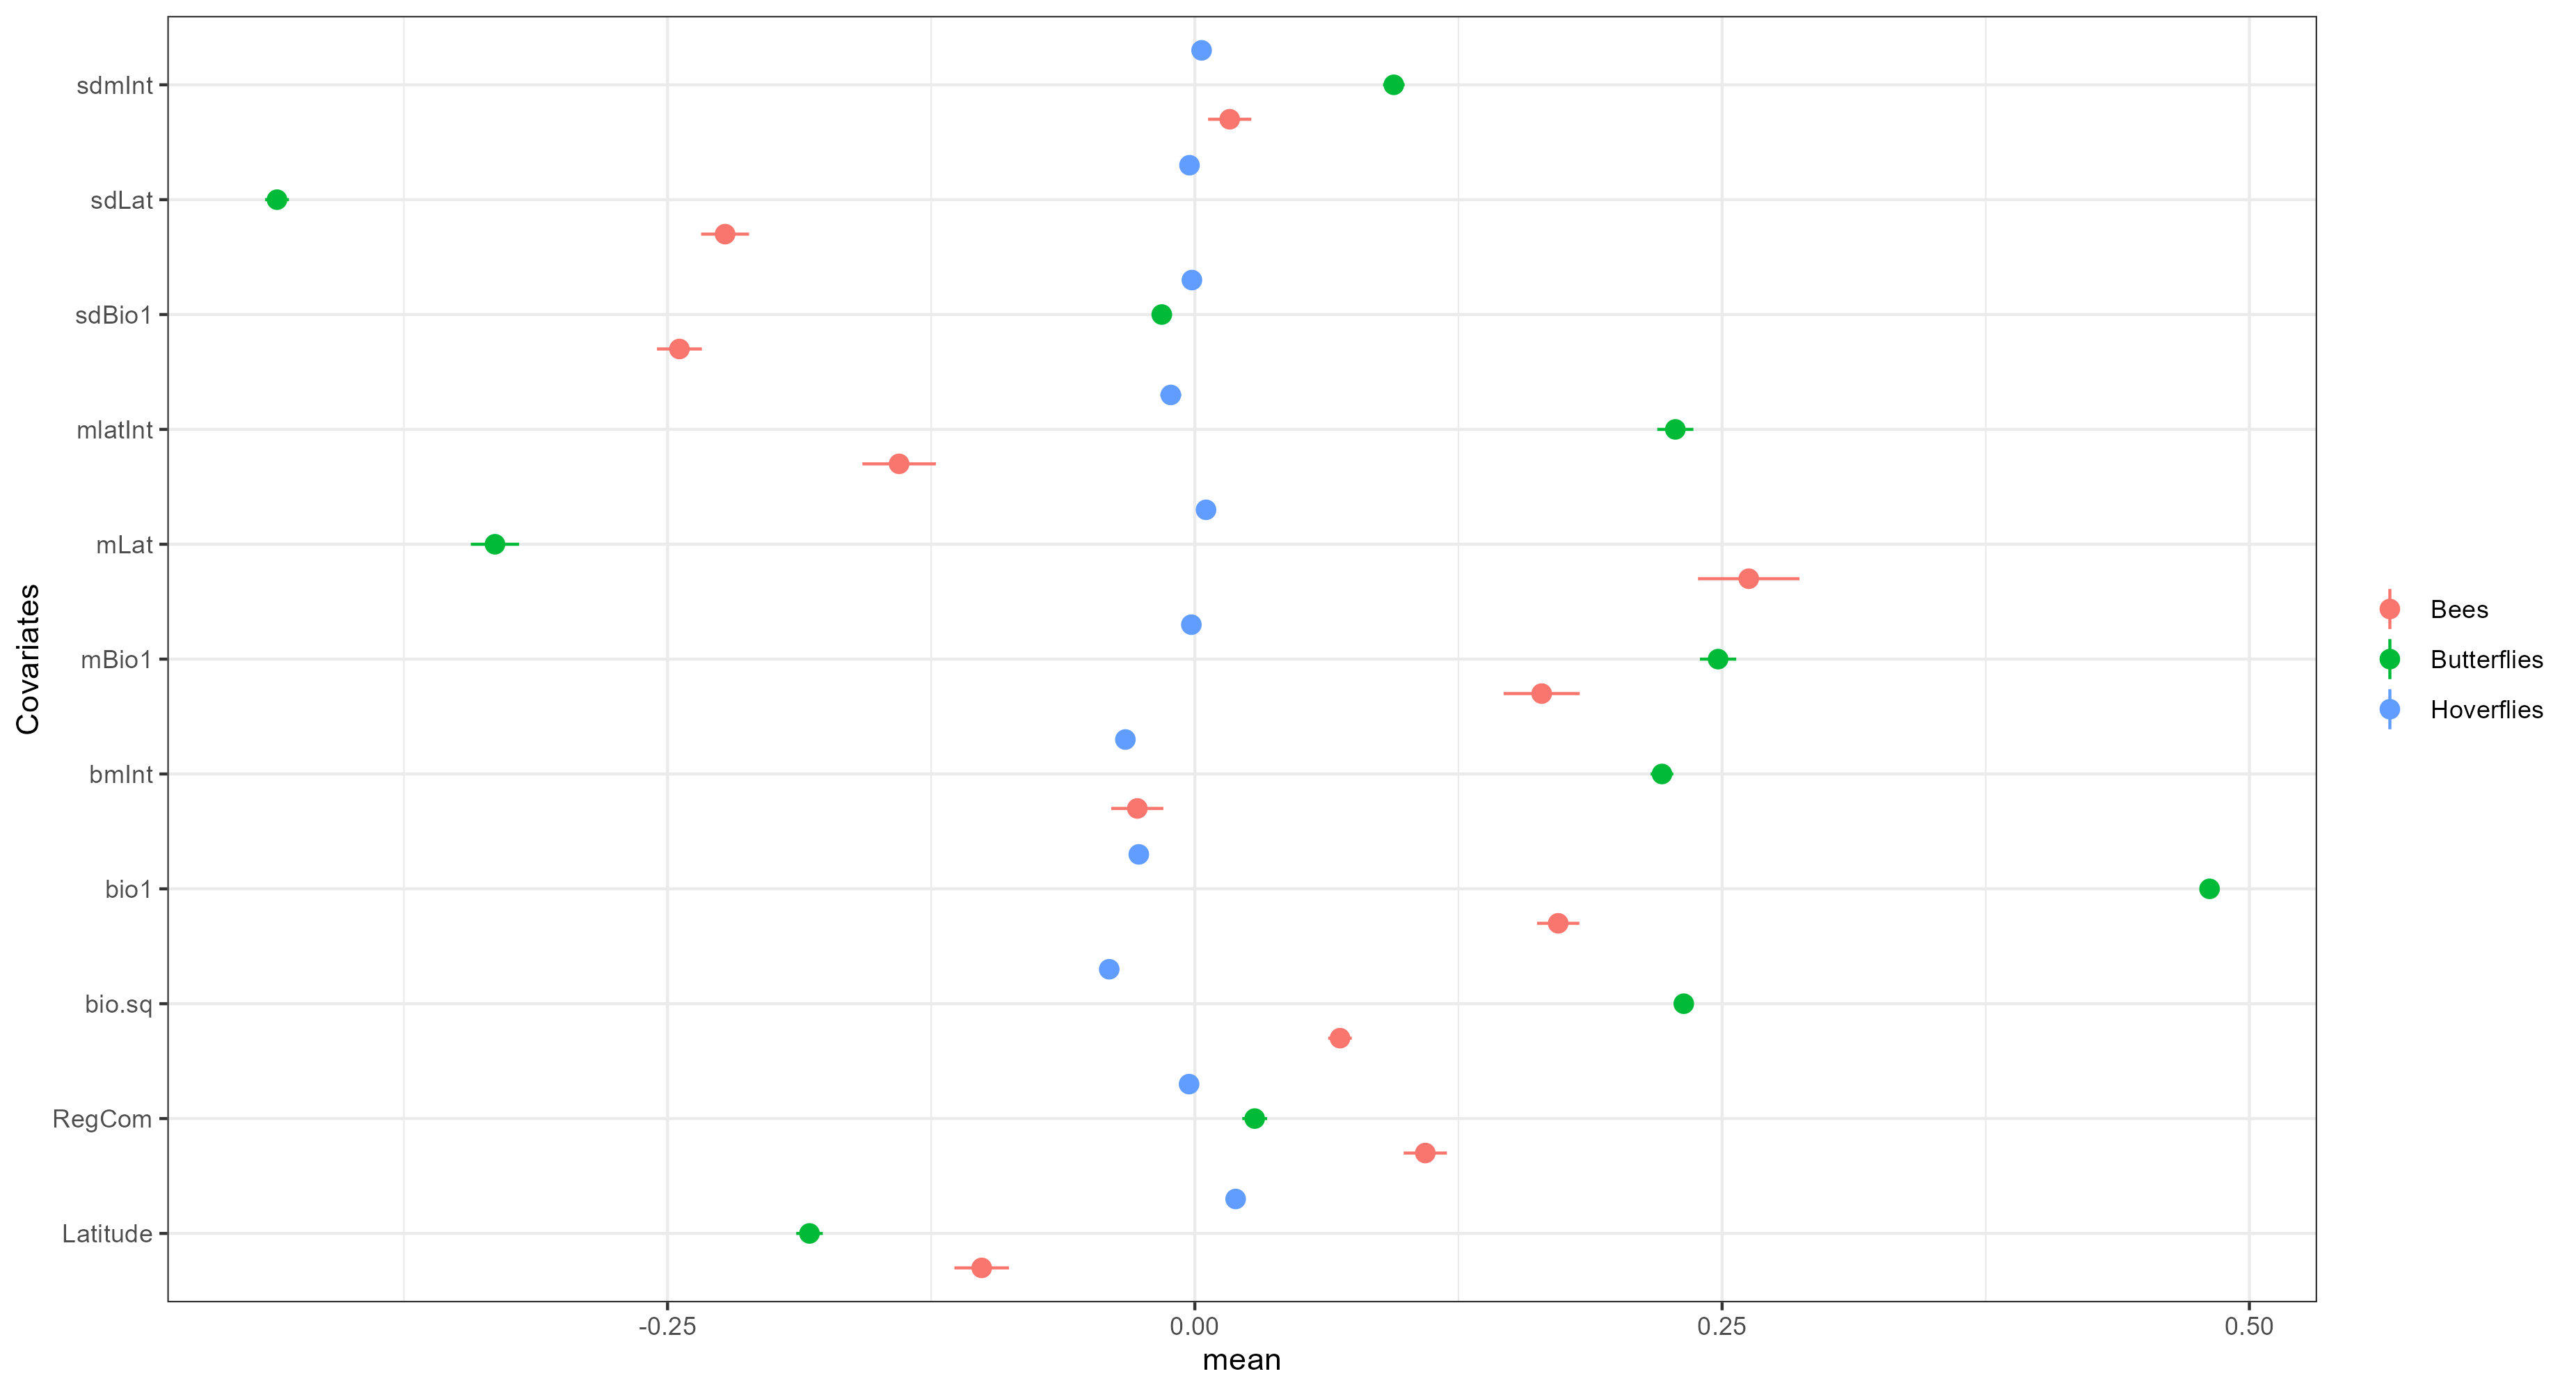 sdmInt
sdLat
sdBio1
mlatInt
mLat
mBio1
bmInt
bio1
bio.sq
RegCom
Latitude
Covariates
-0.25
0.00
0.25
0.50
mean
Bees
Butterflies
Hoverflies